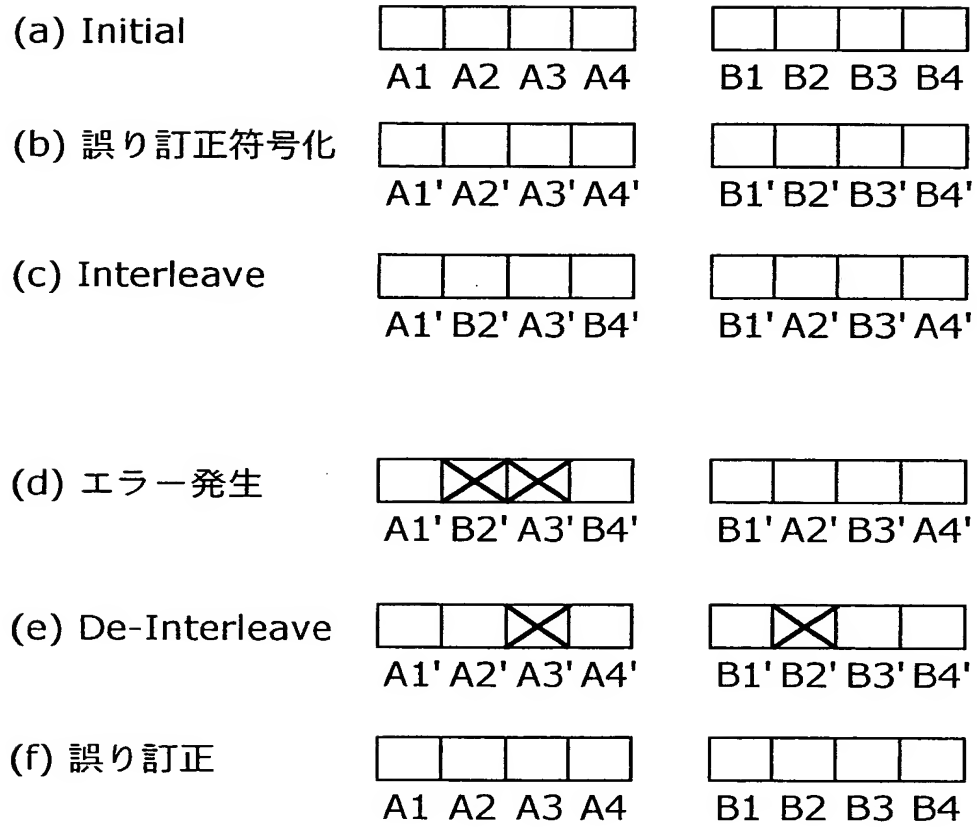 (a) Initial
A1 A2 A3 A4 B1 B2 B3 B4
(b) 誤り訂正符号化
A1' A2' A3' A4' B1' B2' B3' B4'
(c) Interleave
A1' B2' A3' B4' B1' A2' B3' A4'
(d) エラー発生
A1' B2' A3' B4' B1' A2' B3' A4'
(e) De-Interleave
A1' A2' A3' A4' B1' B2' B3' B4'
(f) 誤り訂正
A1 A2 A3 A4 B1 B2 B3 B4